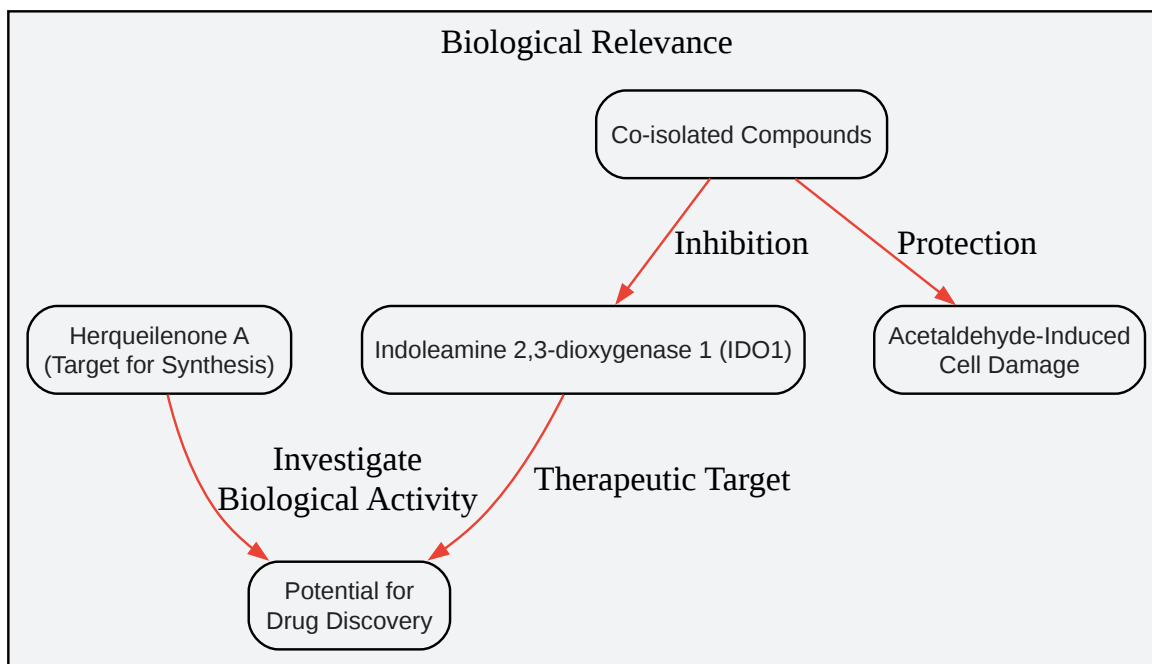 Biological Relevance
Co-isolated Compounds
Inhibition
Protection
Herqueilenone A
(Target for Synthesis)
Indoleamine 2,3-dioxygenase 1 (IDO1)
Acetaldehyde-Induced
Cell Damage
Investigate
Biological Activity
Therapeutic Target
Potential for
Drug Discovery